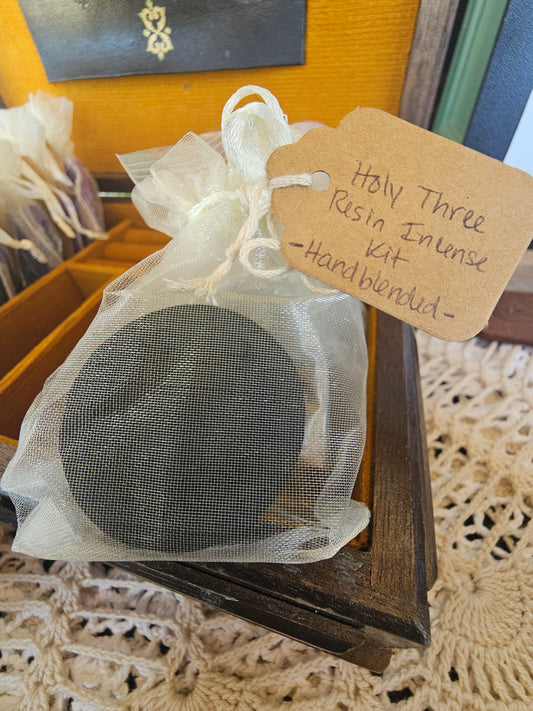 Holy Three
Resin Incense
Kit
-Handblended-